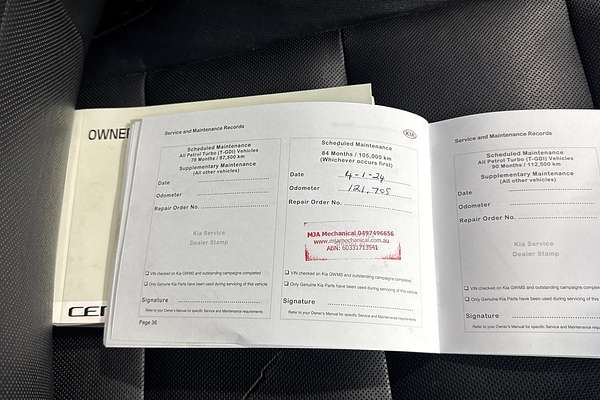 OWNER
CE
Service and Maintenance Records
Scheduled Maintenance
All Petrol Turbo (T-GDI) Vehicles
78 Months / 97,500 km
Supplementary Maintenance
(All other vehicles)
Date
Odometer
Repair Order No.
Kia Service
Dealer Stamp
❑ VIN checked on Kia GWMS and outstanding campaigns completed
❑ Only Genuine Kia Parts have been used during servicing of this vehicle
Signature
Refer to your Owner's Manual for specific Service and Maintenance requirements
Page 36
KIA
Scheduled Maintenance
84 Months / 105,000 km
(Whichever occurs first)
Date 4-1-24
Odometer 121,705
Repair Order No.
MJA Mechanical 0497496656
www.mjamechanical.com.au
ABN: 60331713941
❑ VIN checked on Kia GWMS and outstanding campaigns completed
❑ Only Genuine Kia Parts have been used during servicing of this vehicle
Signature
Refer to your Owner's Manual for specific Service and Maintenance requirements
Service and Maintenance Records
Scheduled Maintenance
All Petrol Turbo (T-GDI) Vehicles
90 Months / 112,500 km
Supplementary Maintenance
(All other vehicles)
Date
Odometer
Repair Order No.
Kia Service
Dealer Stamp
❑ VIN checked on Kia GWMS and outstanding campaigns completed
❑ Only Genuine Kia Parts have been used during servicing of this vehicle
Signature
Refer to your Owner's Manual for specific Service and Maintenance requirements